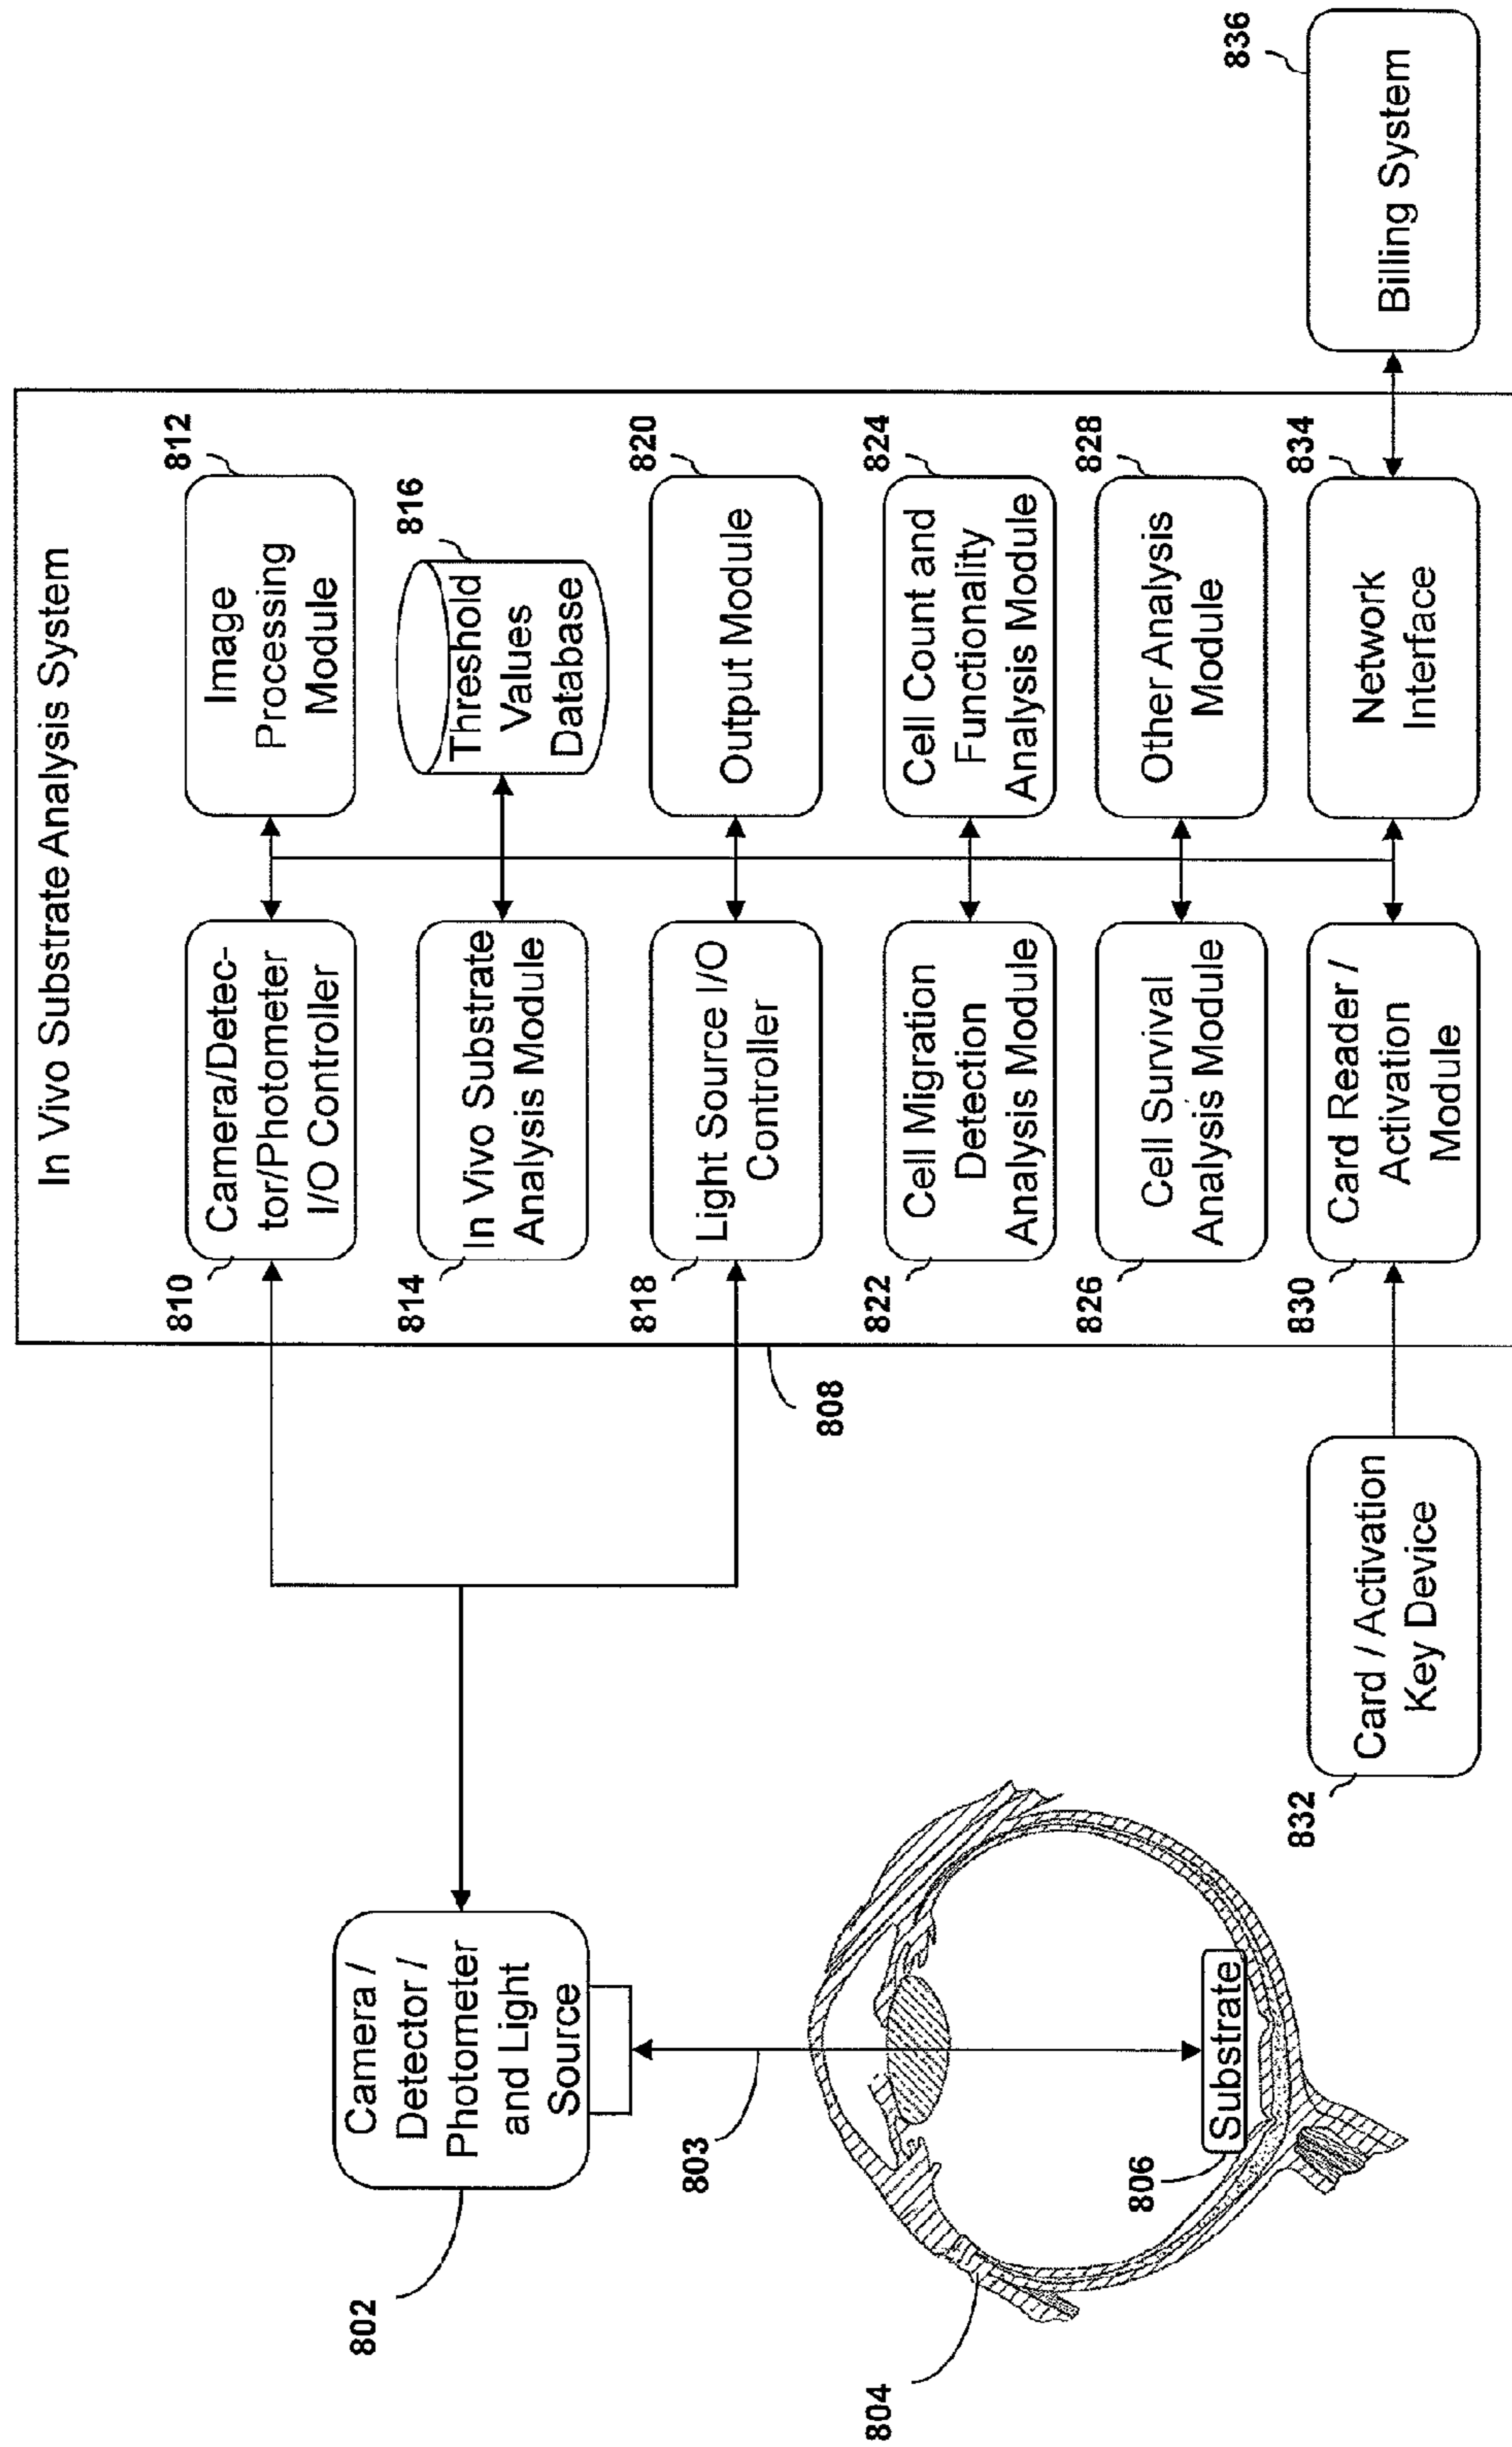 In Vivo Substrate Analysis System
802
Camera /
Detector /
Photometer
and Light
Source
803
804
806
Substrate
808
810
Camera/Detec-
tor/Photometer
I/O Controller
812
Image
Processing
Module
814
In Vivo Substrate
Analysis Module
816
Threshold
Values
Database
818
Light Source I/O
Controller
820
Output Module
822
Cell Migration
Detection
Analysis Module
824
Cell Count and
Functionality
Analysis Module
826
Cell Survival
Analysis Module
828
Other Analysis
Module
830
Card Reader /
Activation
Module
832
Card / Activation
Key Device
834
Network
Interface
836
Billing System